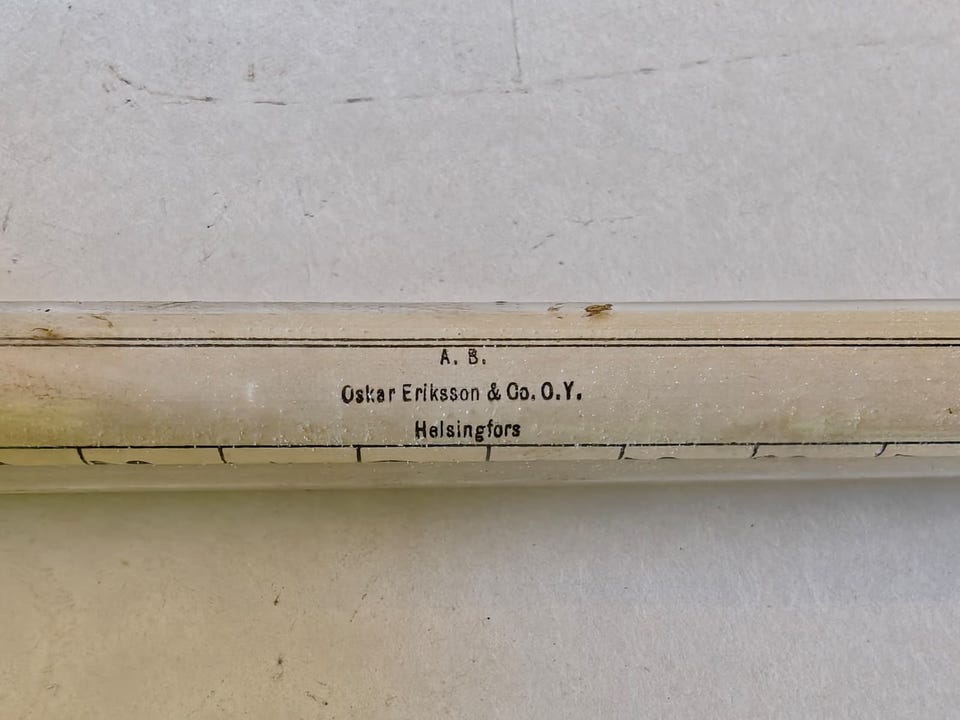 A. B.
Oskar Eriksson & Co. O.Y.
Helsingfors